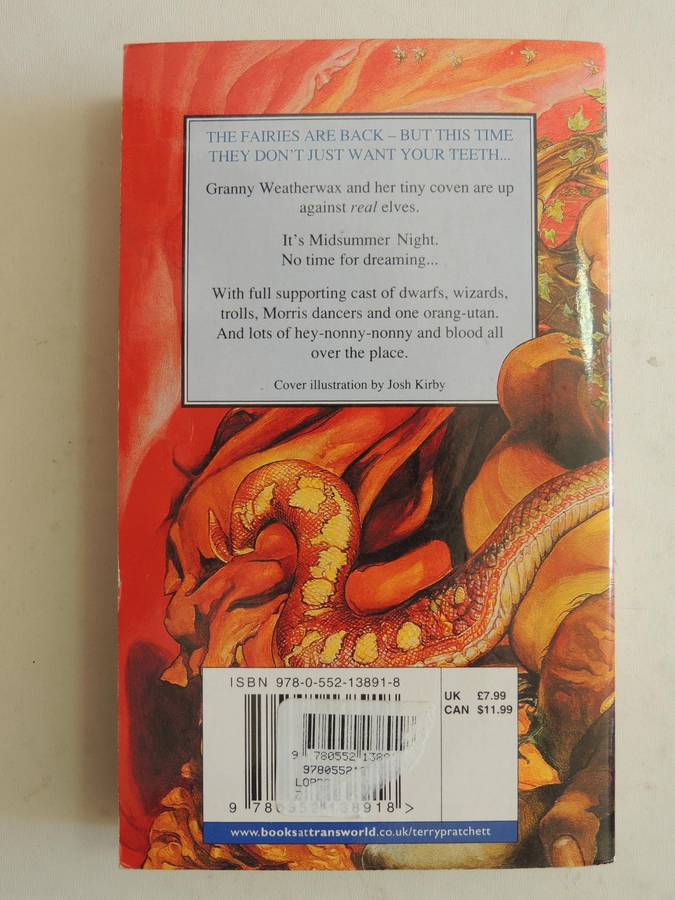 THE FAIRIES ARE BACK – BUT THIS TIME
THEY DON'T JUST WANT YOUR TEETH...
Granny Weatherwax and her tiny coven are up
against real elves.
It's Midsummer Night.
No time for dreaming...
With full supporting cast of dwarfs, wizards,
trolls, Morris dancers and one orang-utan.
And lots of hey-nonny-nonny and blood all
over the place.
Cover illustration by Josh Kirby
ISBN 978-0-552-13891-8
UK £7.99
CAN $11.99
9 780552 138
97805521
9 138918 >
www.booksattransworld.co.uk/terrypratchett